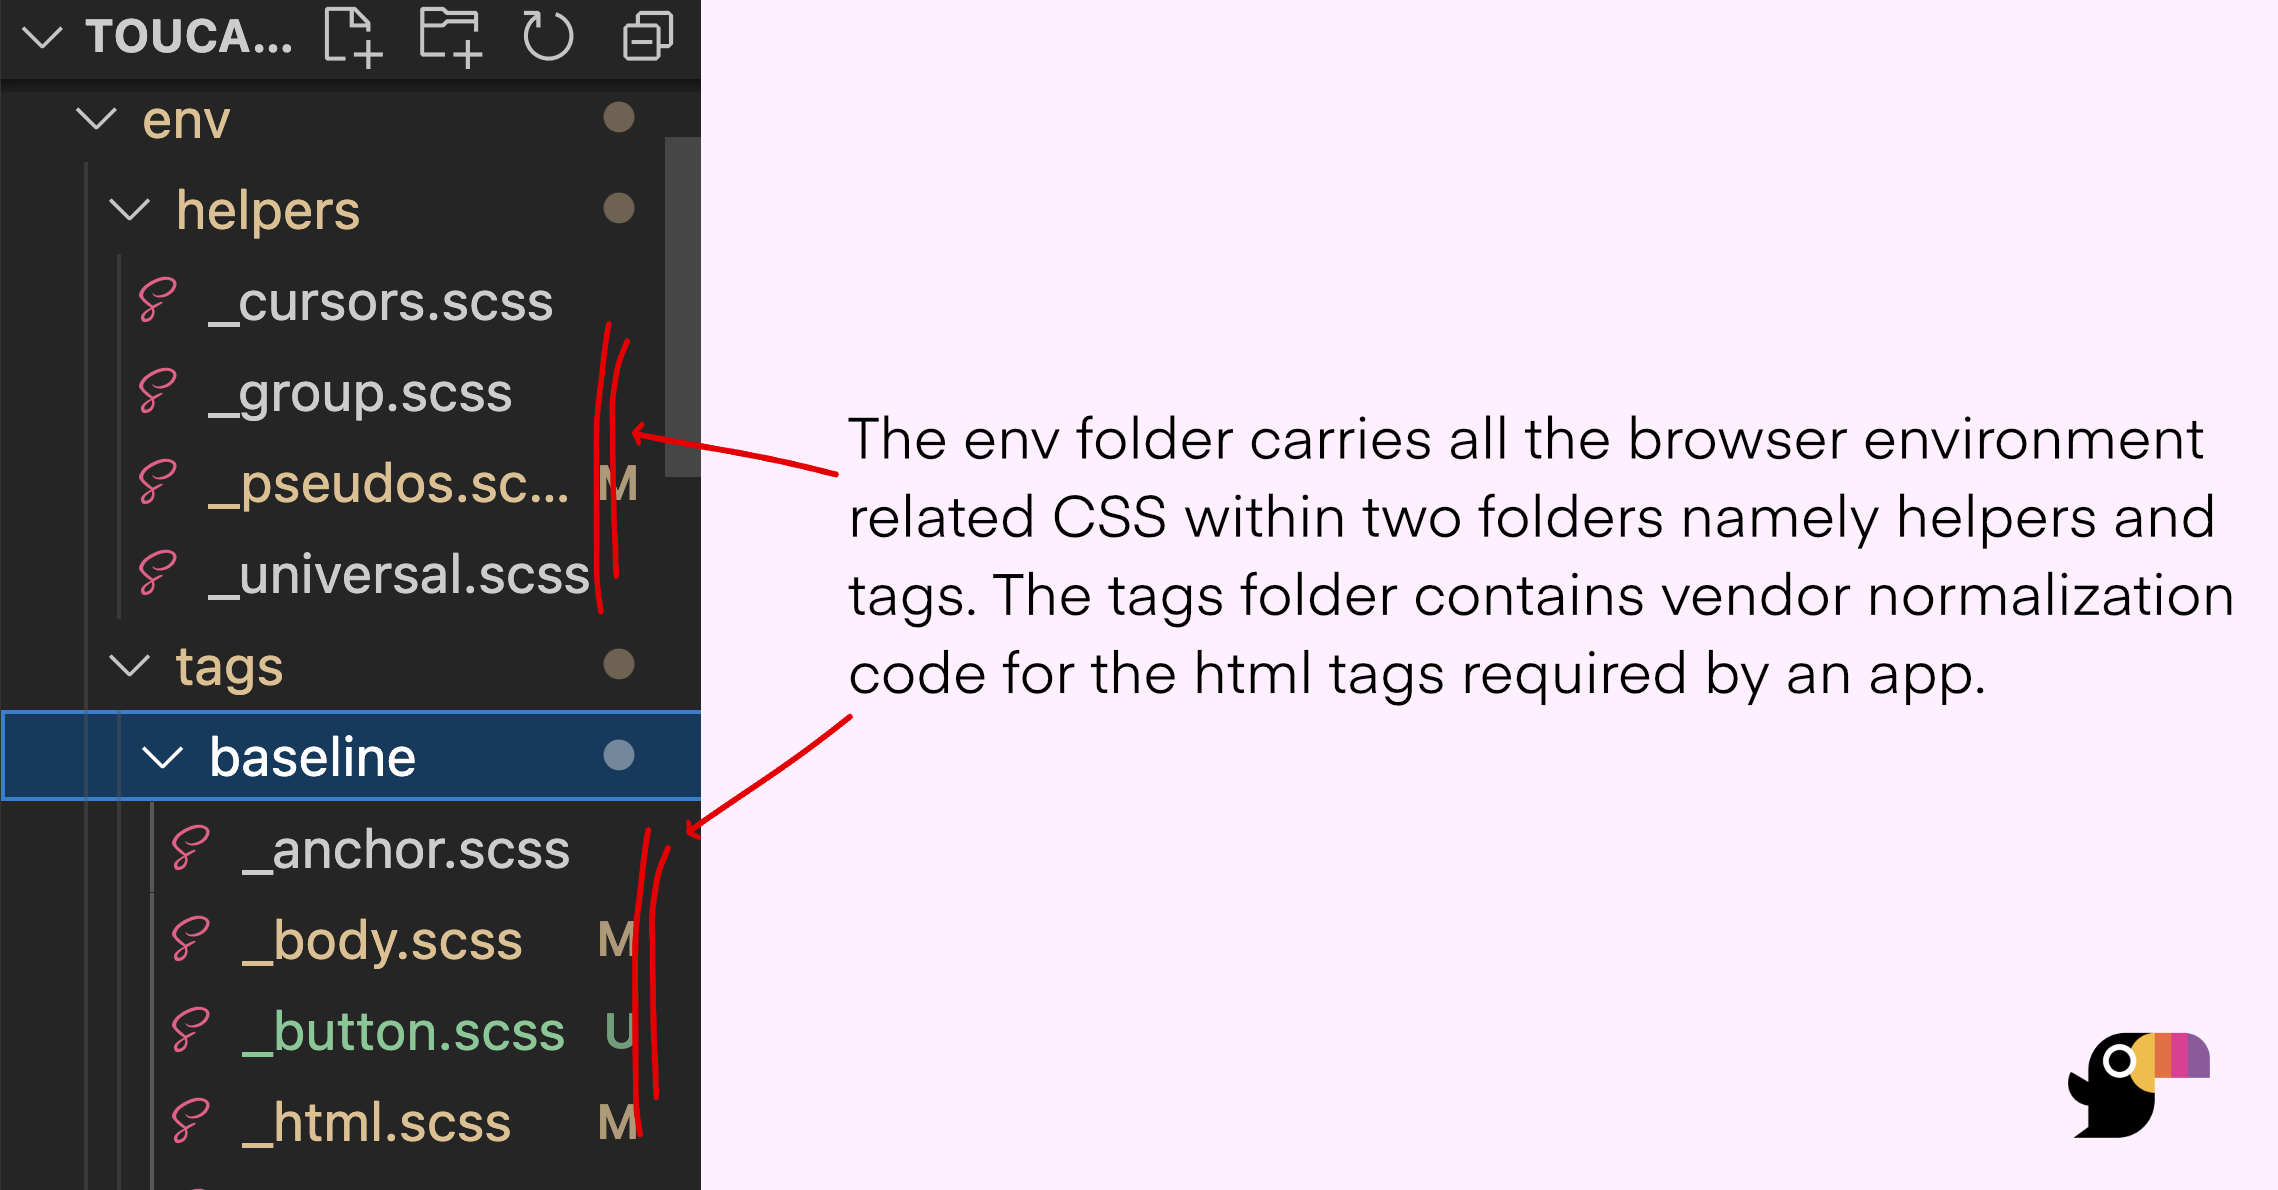 TOUCA...
env
helpers
_cursors.scss
_group.scss
_pseudos.sc... M
_universal.scss
tags
baseline
_anchor.scss
_body.scss M
_button.scss U
_html.scss M
The env folder carries all the browser environment
related CSS within two folders namely helpers and
tags. The tags folder contains vendor normalization
code for the html tags required by an app.